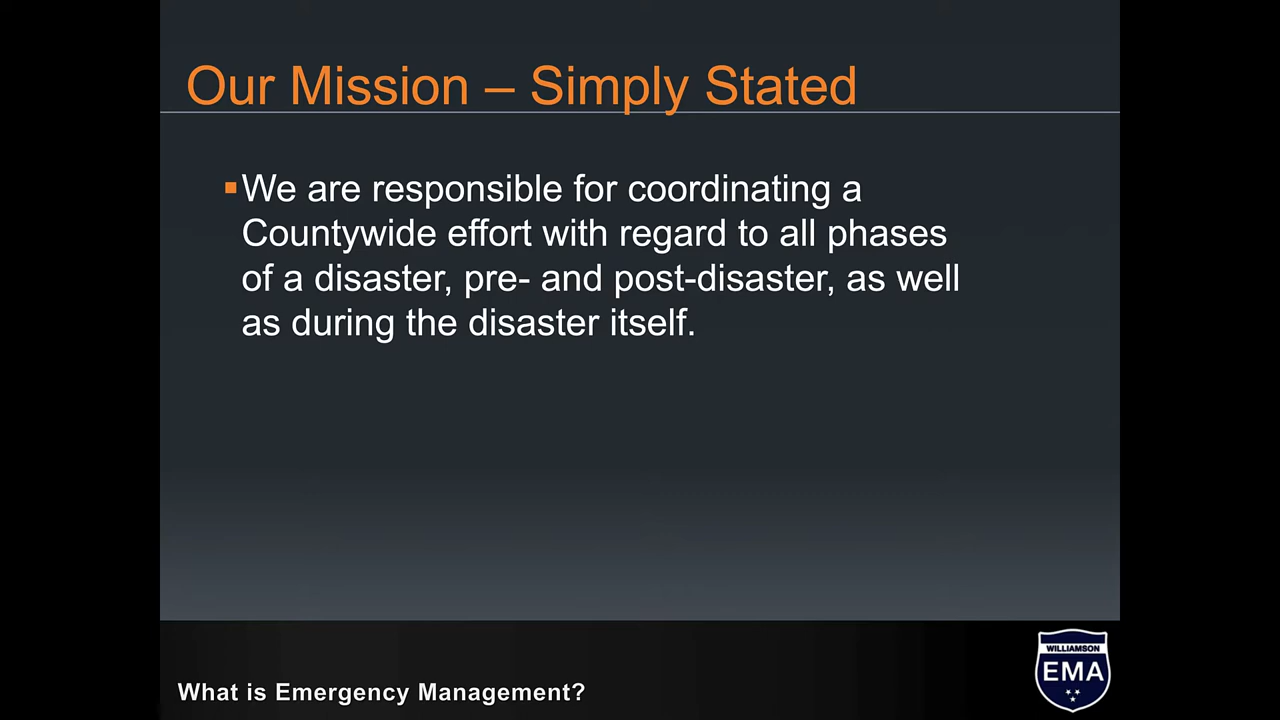 Our Mission – Simply Stated
▪We are responsible for coordinating a
Countywide effort with regard to all phases
of a disaster, pre- and post-disaster, as well
as during the disaster itself.
What is Emergency Management?
WILLIAMSON
EMA